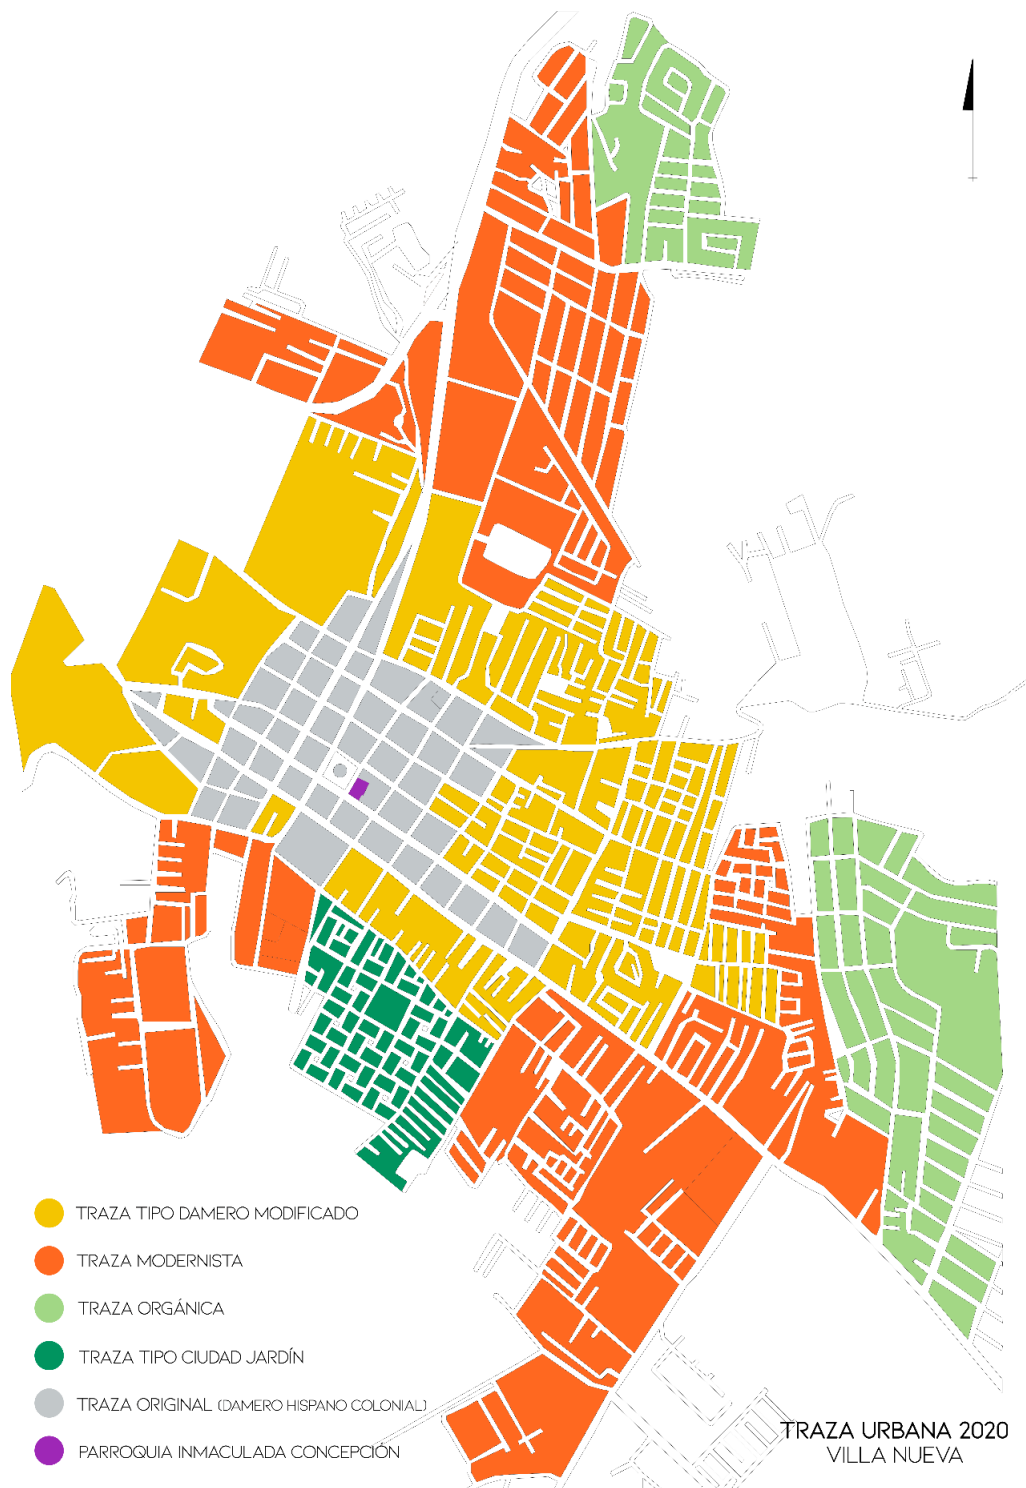 TRAZA TIPO DAMERO MODIFICADO
TRAZA MODERNISTA
TRAZA ORGÁNICA
TRAZA TIPO CIUDAD JARDÍN
TRAZA ORIGINAL (DAMERO HISPANO COLONIAL)
PARROQUIA INMACULADA CONCEPCIÓN
TRAZA URBANA 2020
VILLA NUEVA